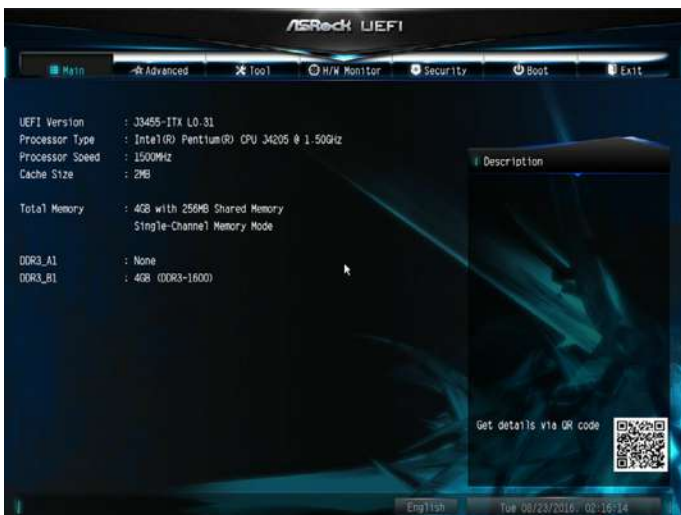 ASRock UEFI
Main Advanced Tool H/W Monitor Security Boot Exit
UEFI Version : J3455-ITX L0.31
Processor Type : Intel(R) Pentium(R) CPU J4205 @ 1.50GHz
Processor Speed : 1500MHz
Cache Size : 2MB
Total Memory : 4GB with 256MB Shared Memory
Single-Channel Memory Mode
DDR3_A1 : None
DDR3_B1 : 4GB (DDR3-1600)
Description
Get details via QR code
English Tue 08/23/2016. 02:16:14